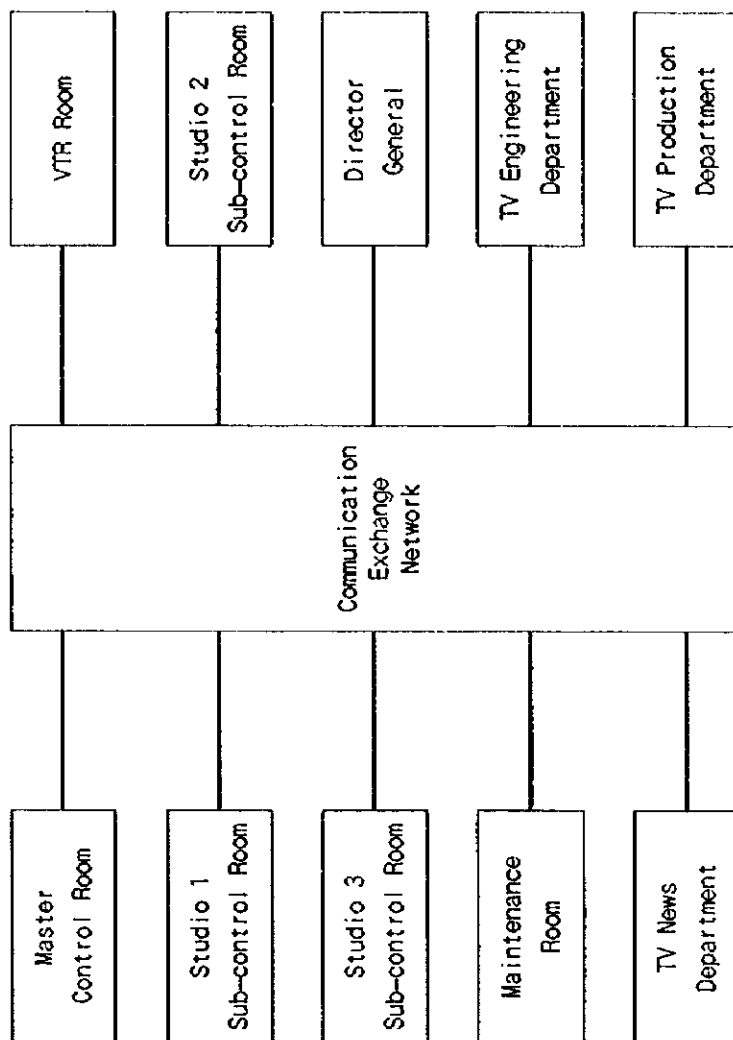 Master
Control Room
Studio 1
Sub-control Room
Studio 3
Sub-control Room
Maintenance
Room
TV News
Department
Communication
Exchange
Network
VTR Room
Studio 2
Sub-control Room
Director
General
TV Engineering
Department
TV Production
Department